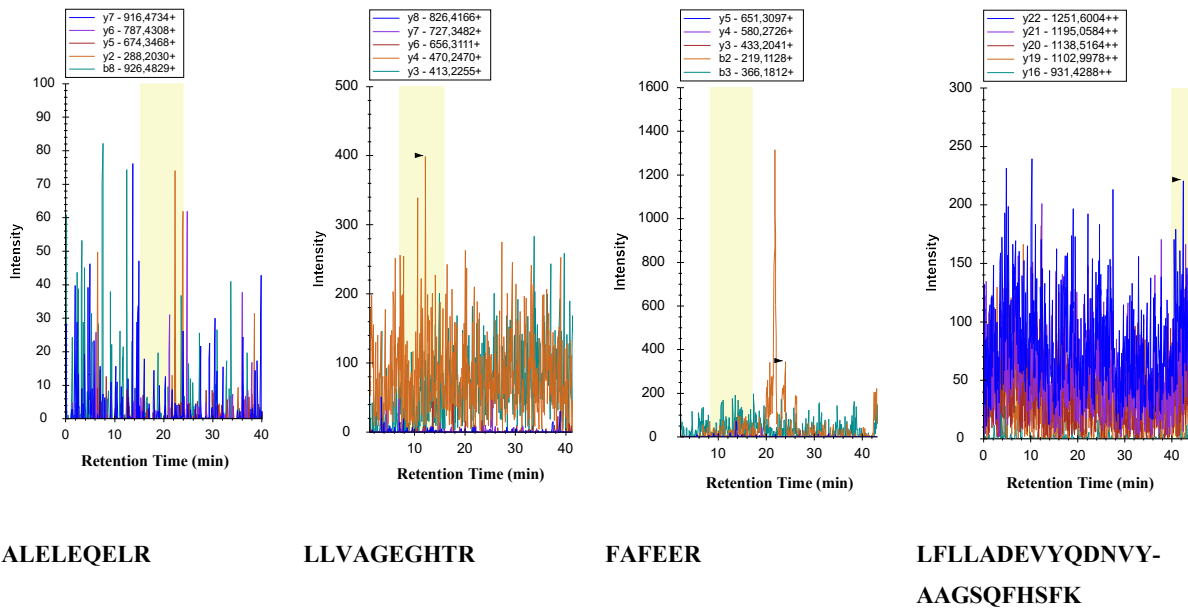 y7 - 916,4734+
y6 - 787,4308+
y5 - 674,3468+
y2 - 288,2030+
b8 - 926,4829+
100
90
80
70
60
50
40
30
20
10
0
Intensity
0 10 20 30 40
Retention Time (min)
ALELEQELR
y8 - 826,4166+
y7 - 727,3482+
y6 - 656,3111+
y4 - 470,2470+
y3 - 413,2255+
500
400
300
200
100
0
Intensity
10 20 30 40
Retention Time (min)
LLVAGEGHTR
y5 - 651,3097+
y4 - 580,2726+
y3 - 433,2041+
b2 - 219,1128+
b3 - 366,1812+
1600
1400
1200
1000
800
600
400
200
0
Intensity
10 20 30 40
Retention Time (min)
FAFEER
y22 - 1251,6004++
y21 - 1195,0584++
y20 - 1138,5164++
y19 - 1102,9978++
y16 - 931,4288++
300
250
200
150
100
50
0
Intensity
0 10 20 30 40
Retention Time (min)
LFLLADEVYQDNVY-
AAGSQFHSFK